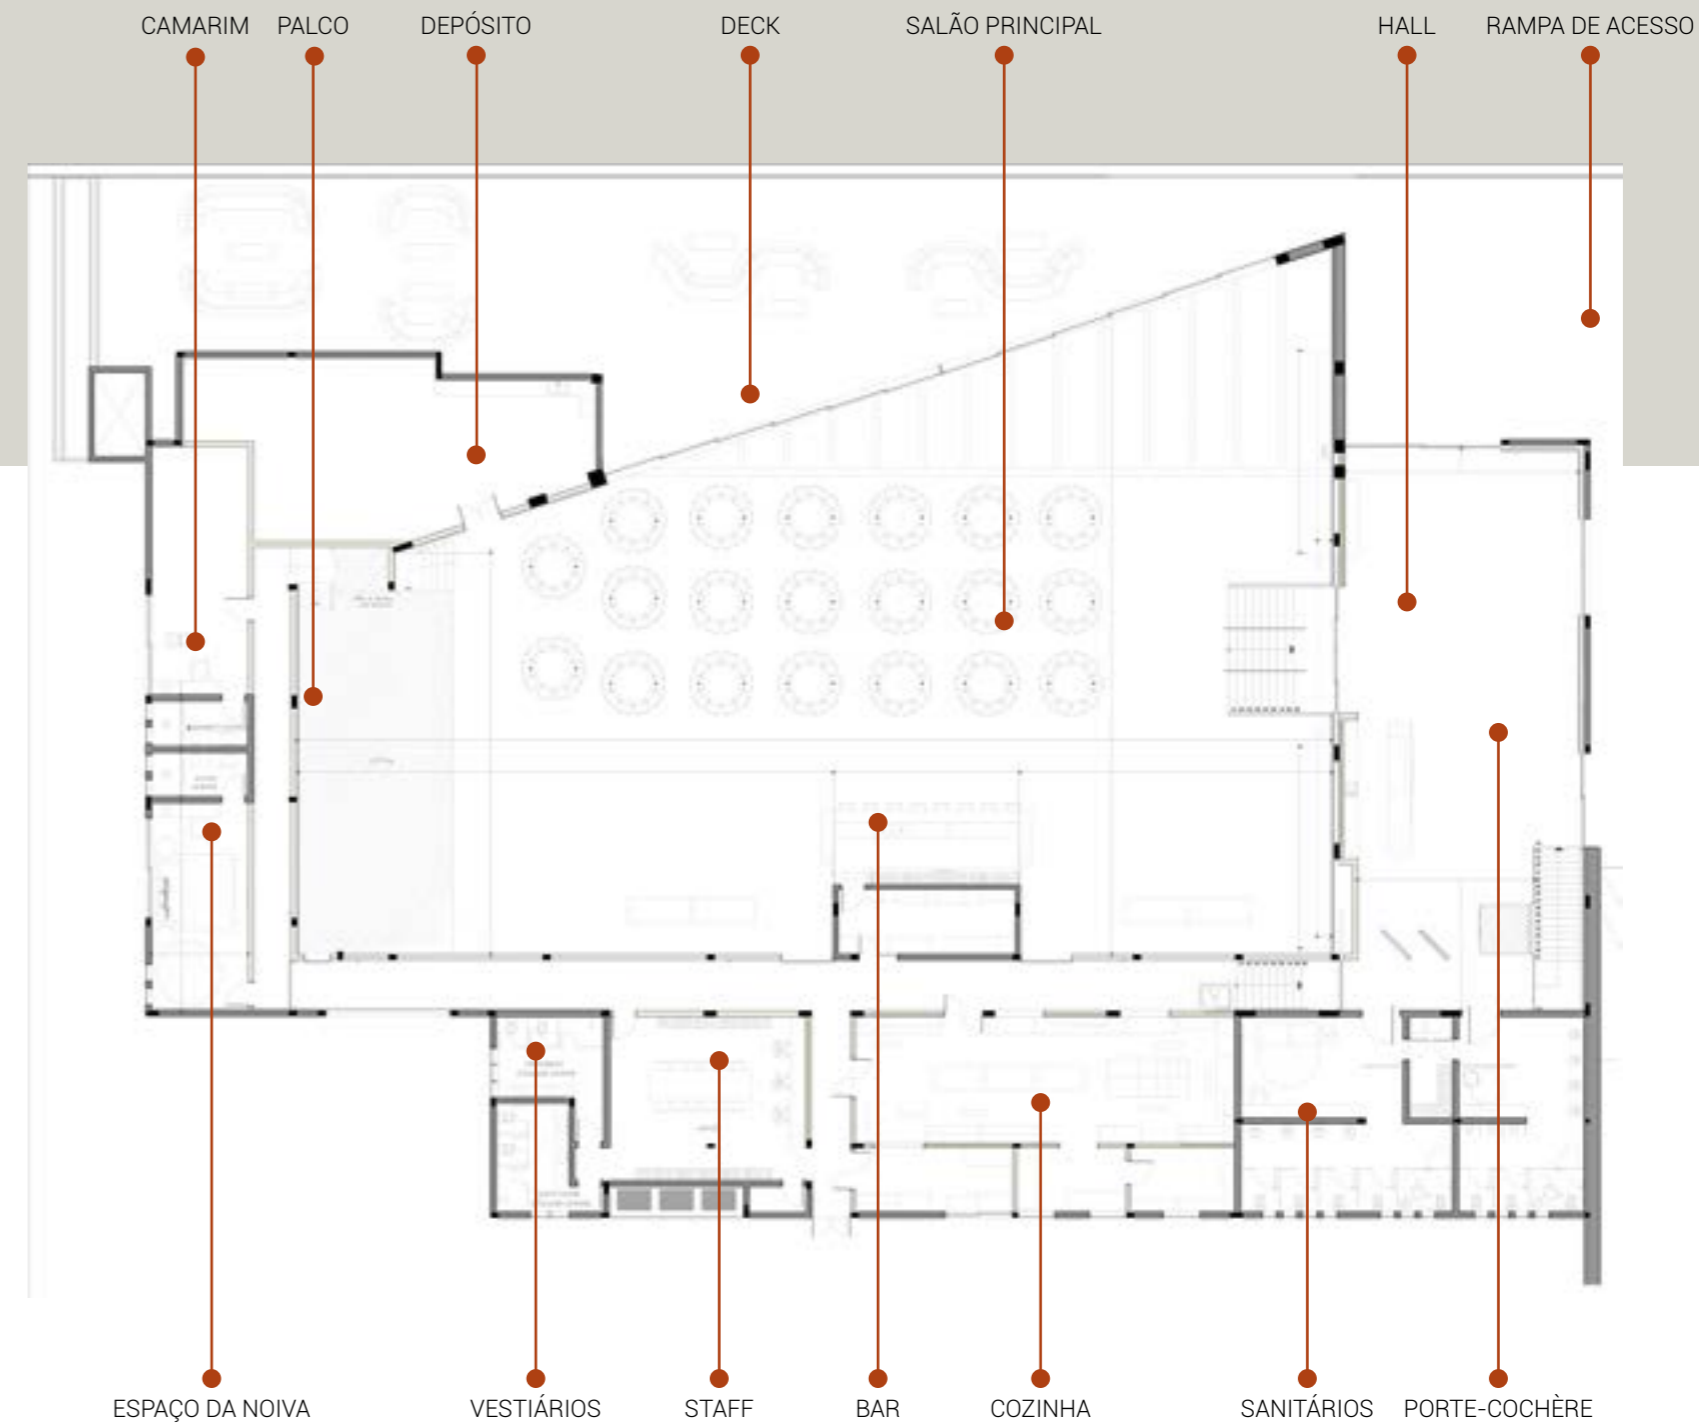 CAMARIM
PALCO
DEPÓSITO
DECK
SALÃO PRINCIPAL
HALL
RAMPA DE ACESSO
ESPAÇO DA NOIVA
VESTIÁRIOS
STAFF
BAR
COZINHA
SANITÁRIOS
PORTE-COCHÈRE